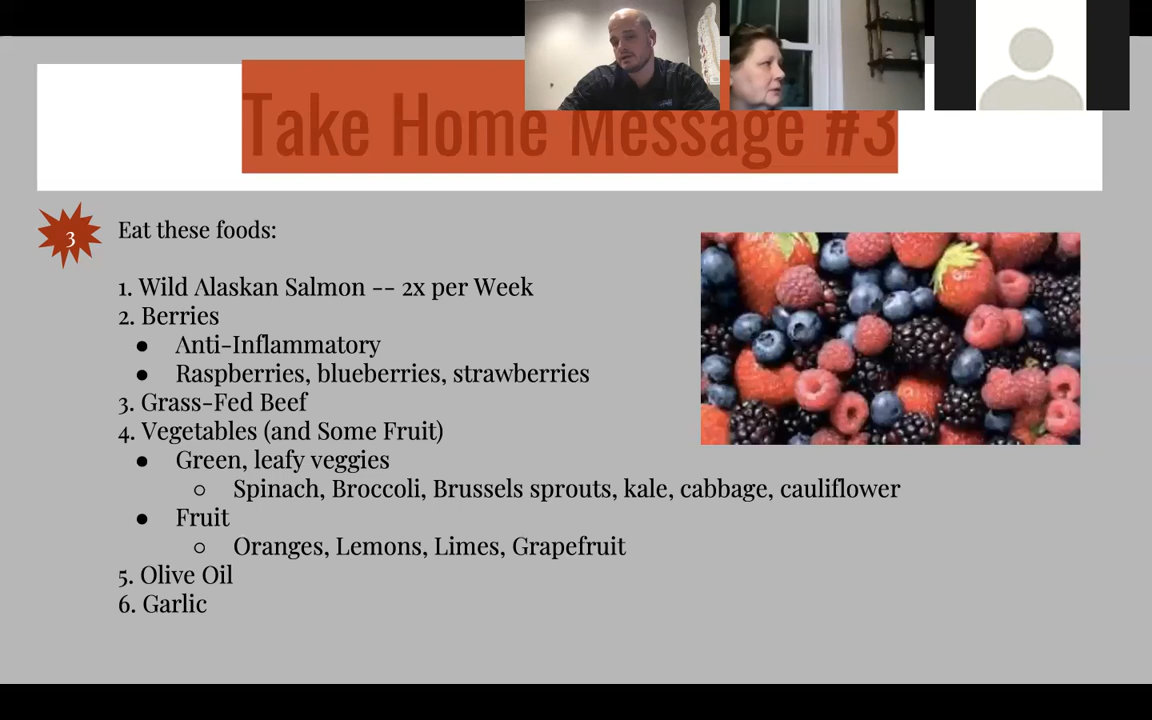 Take Home Message #3
3
Eat these foods:
1. Wild Alaskan Salmon -- 2x per Week
2. Berries
● Anti-Inflammatory
● Raspberries, blueberries, strawberries
3. Grass-Fed Beef
4. Vegetables (and Some Fruit)
● Green, leafy veggies
○ Spinach, Broccoli, Brussels sprouts, kale, cabbage, cauliflower
● Fruit
○ Oranges, Lemons, Limes, Grapefruit
5. Olive Oil
6. Garlic